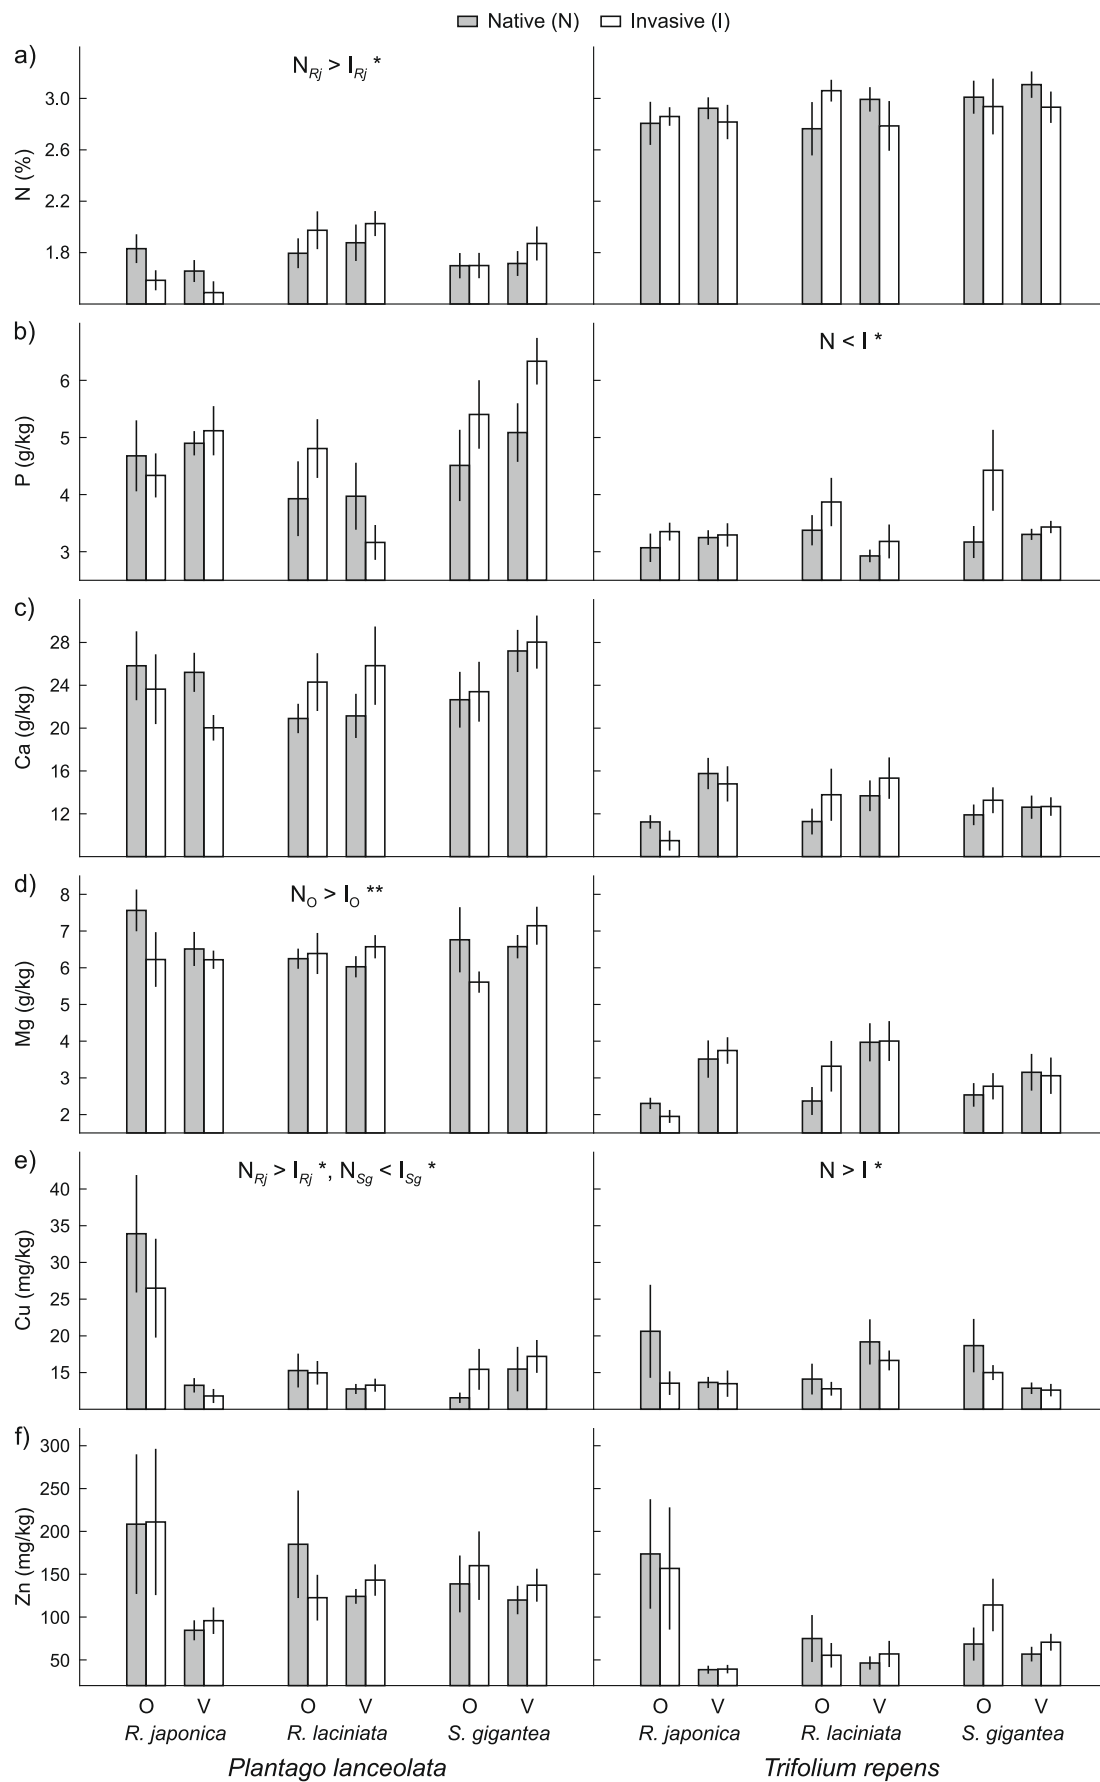 Native (N) Invasive (I)
a)
N_Rj > I_Rj *
N (%)
3.0
2.6
2.2
1.8
b)
N < I *
P (g/kg)
6
5
4
3
c)
Ca (g/kg)
28
24
20
16
12
d)
N_O > I_O **
Mg (g/kg)
8
7
6
5
4
3
2
e)
N_Rj > I_Rj *, N_Sg < I_Sg *
N > I *
Cu (mg/kg)
40
35
30
25
20
15
f)
Zn (mg/kg)
300
250
200
150
100
50
O V O V O V O V O V O V
R. japonica R. laciniata S. gigantea R. japonica R. laciniata S. gigantea
Plantago lanceolata Trifolium repens